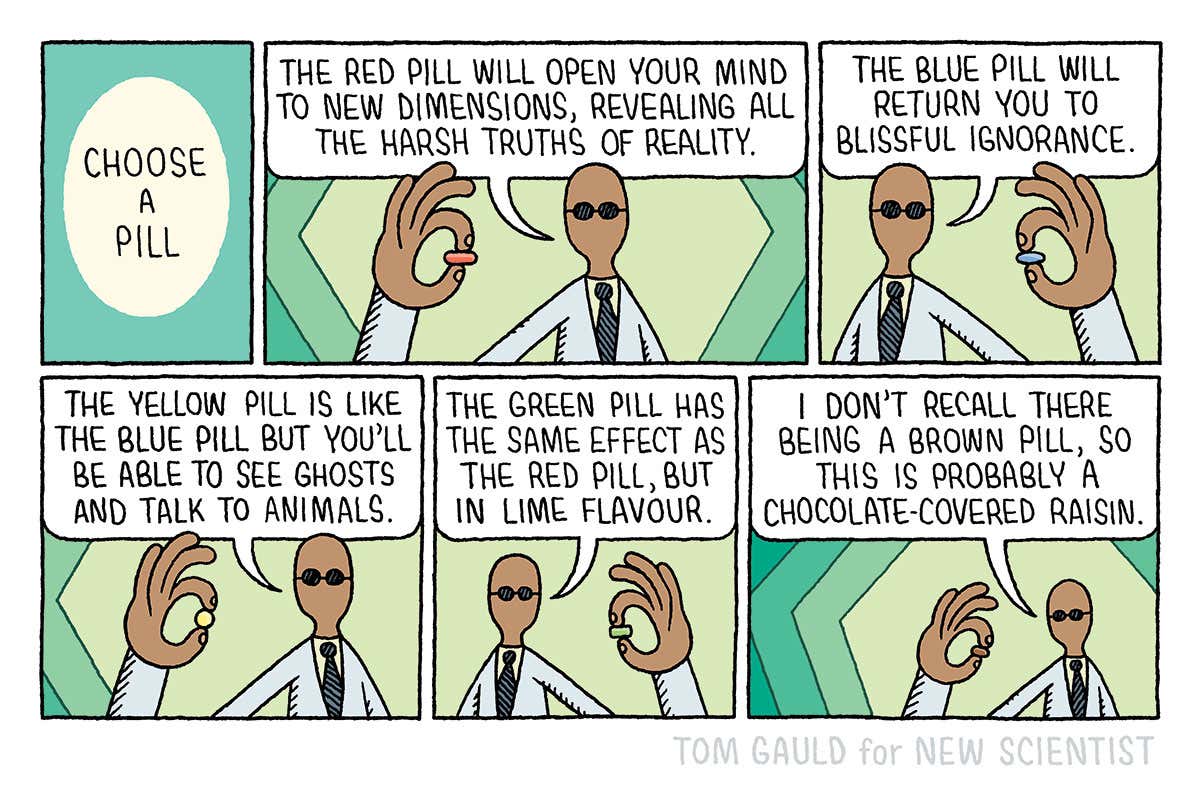 CHOOSE
A
PILL
THE RED PILL WILL OPEN YOUR MIND
TO NEW DIMENSIONS, REVEALING ALL
THE HARSH TRUTHS OF REALITY.
THE BLUE PILL WILL
RETURN YOU TO
BLISSFUL IGNORANCE.
THE YELLOW PILL IS LIKE
THE BLUE PILL BUT YOU'LL
BE ABLE TO SEE GHOSTS
AND TALK TO ANIMALS.
THE GREEN PILL HAS
THE SAME EFFECT AS
THE RED PILL, BUT
IN LIME FLAVOUR.
I DON'T RECALL THERE
BEING A BROWN PILL, SO
THIS IS PROBABLY A
CHOCOLATE-COVERED RAISIN.
TOM GAULD for NEW SCIENTIST